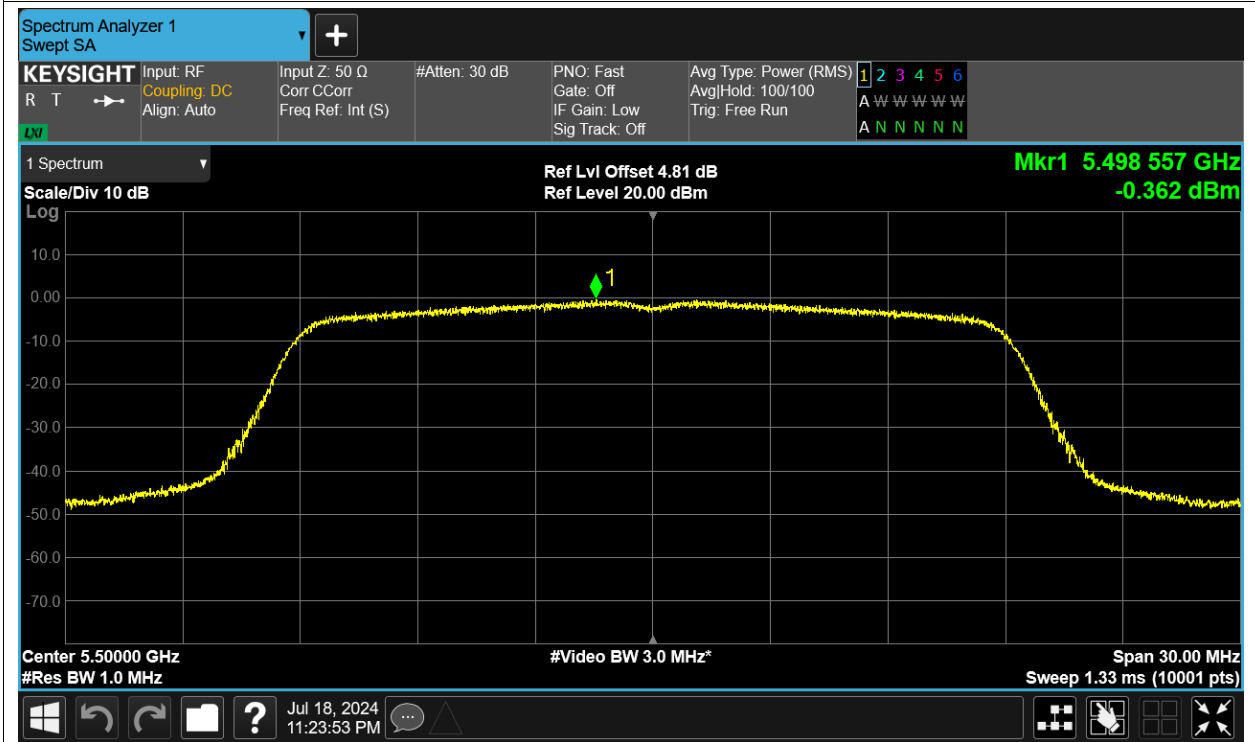 Spectrum Analyzer 1
Swept SA
+
KEYSIGHT
R T
LXI
Input: RF
Coupling: DC
Align: Auto
Input Z: 50 Ω
Corr CCorr
Freq Ref: Int (S)
#Atten: 30 dB
PNO: Fast
Gate: Off
IF Gain: Low
Sig Track: Off
Avg Type: Power (RMS)
Avg|Hold: 100/100
Trig: Free Run
1 2 3 4 5 6
A W W W W W
A N N N N N
1 Spectrum
Scale/Div 10 dB
Log
Ref Lvl Offset 4.81 dB
Ref Level 20.00 dBm
Mkr1 5.498 557 GHz
-0.362 dBm
10.0
0.00
-10.0
-20.0
-30.0
-40.0
-50.0
-60.0
-70.0
1
Center 5.50000 GHz
#Res BW 1.0 MHz
#Video BW 3.0 MHz*
Span 30.00 MHz
Sweep 1.33 ms (10001 pts)
?
Jul 18, 2024
11:23:53 PM